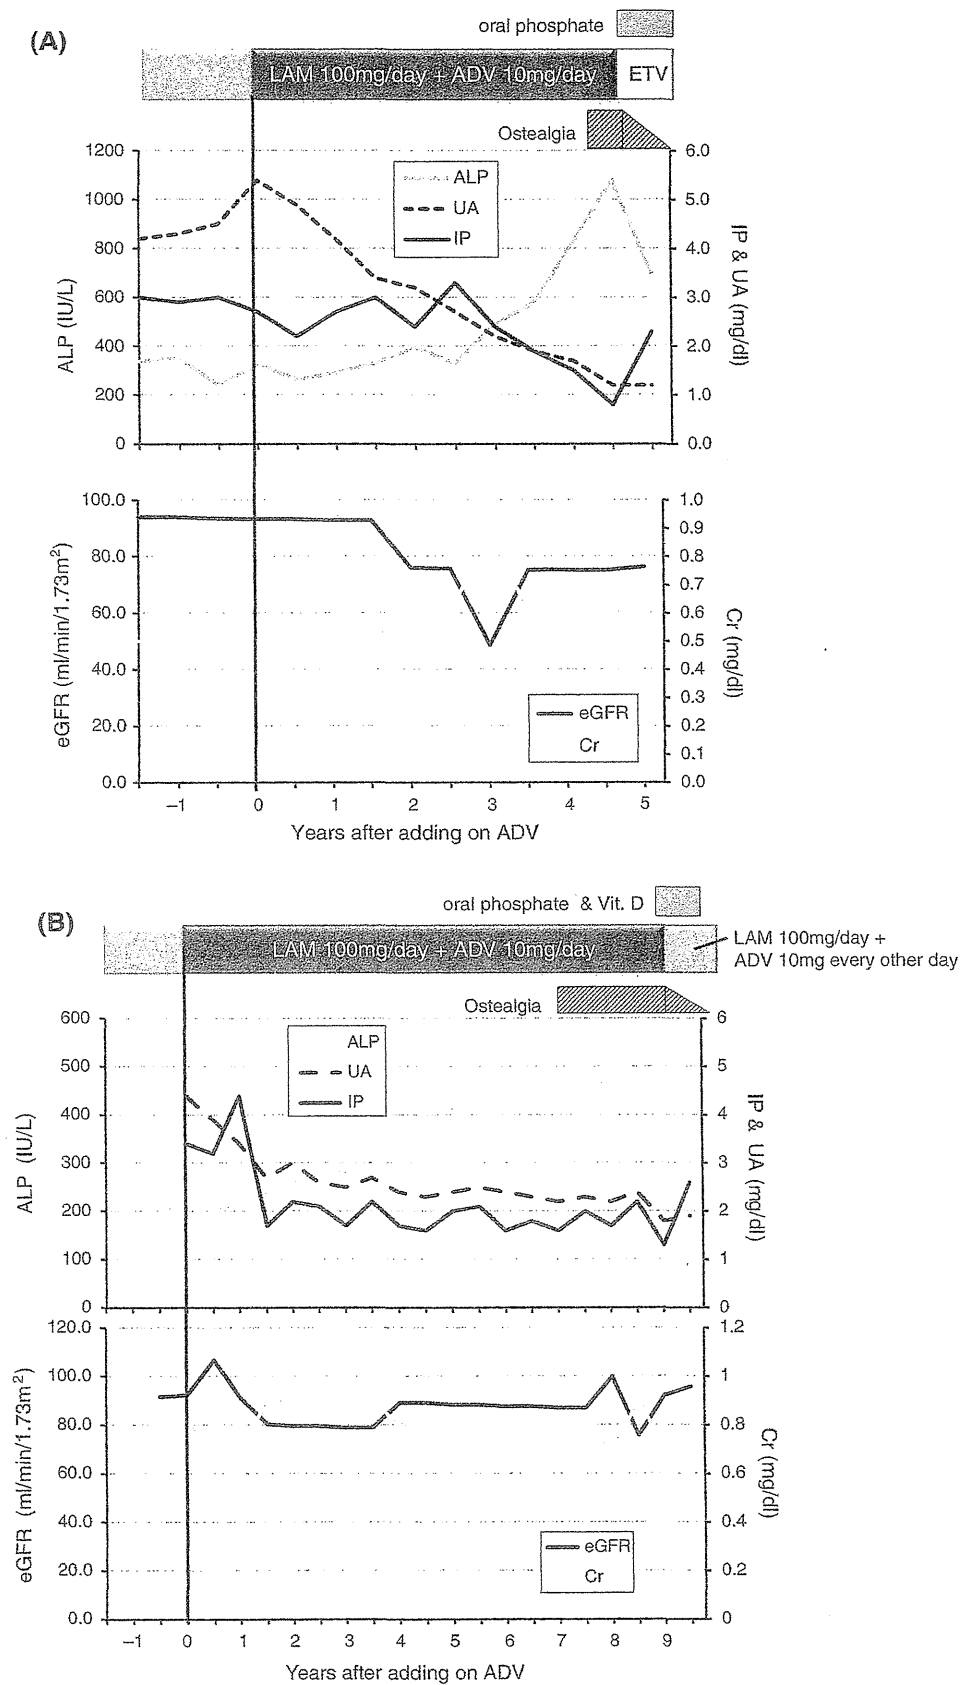 (A)
oral phosphate
LAM 100mg/day + ADV 10mg/day
ETV
Ostealgia
1200
1000
800
600
400
200
0
ALP (IU/L)
ALP
UA
IP
6.0
5.0
4.0
3.0
2.0
1.0
0.0
IP & UA (mg/dl)
100.0
80.0
60.0
40.0
20.0
0.0
eGFR (ml/min/1.73m²)
eGFR
Cr
1.0
0.9
0.8
0.7
0.6
0.5
0.4
0.3
0.2
0.1
0.0
Cr (mg/dl)
–1 0 1 2 3 4 5
Years after adding on ADV
(B)
oral phosphate & Vit. D
LAM 100mg/day + ADV 10mg/day
LAM 100mg/day +
ADV 10mg every other day
Ostealgia
600
500
400
300
200
100
0
ALP (IU/L)
ALP
UA
IP
6
5
4
3
2
1
0
IP & UA (mg/dl)
120.0
100.0
80.0
60.0
40.0
20.0
0.0
eGFR (ml/min/1.73m²)
eGFR
Cr
1.2
1
0.8
0.6
0.4
0.2
0
Cr (mg/dl)
–1 0 1 2 3 4 5 6 7 8 9
Years after adding on ADV